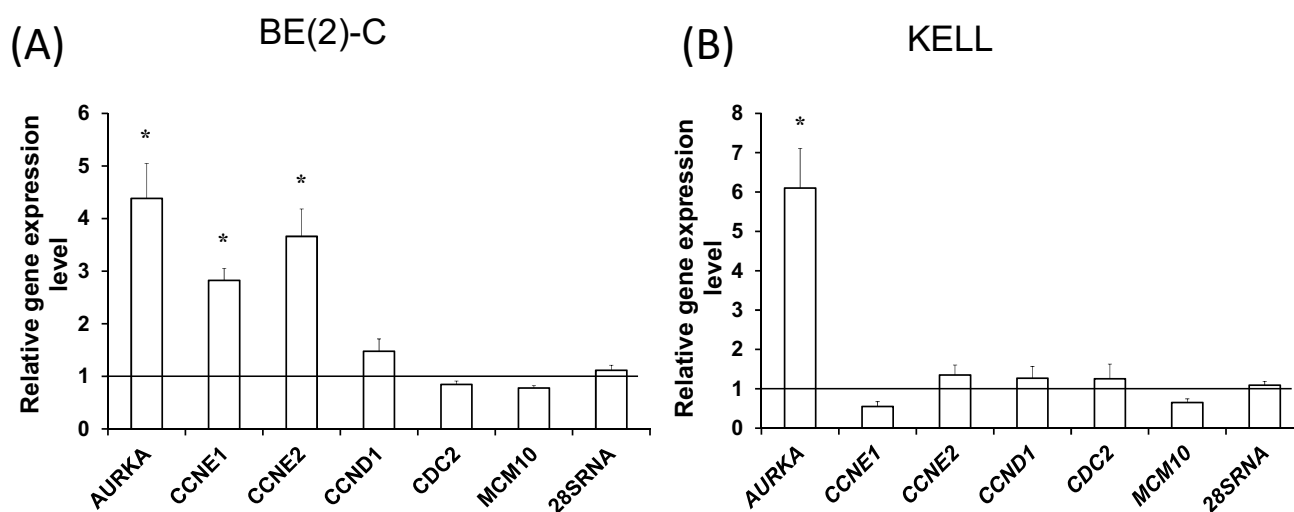 (A)
BE(2)-C
Relative gene expression
level
6
5
4
3
2
1
0
*
*
*
AURKA
CCNE1
CCNE2
CCND1
CDC2
MCM10
28SRNA
(B)
KELL
Relative gene expression
level
8
7
6
5
4
3
2
1
0
*
AURKA
CCNE1
CCNE2
CCND1
CDC2
MCM10
28SRNA